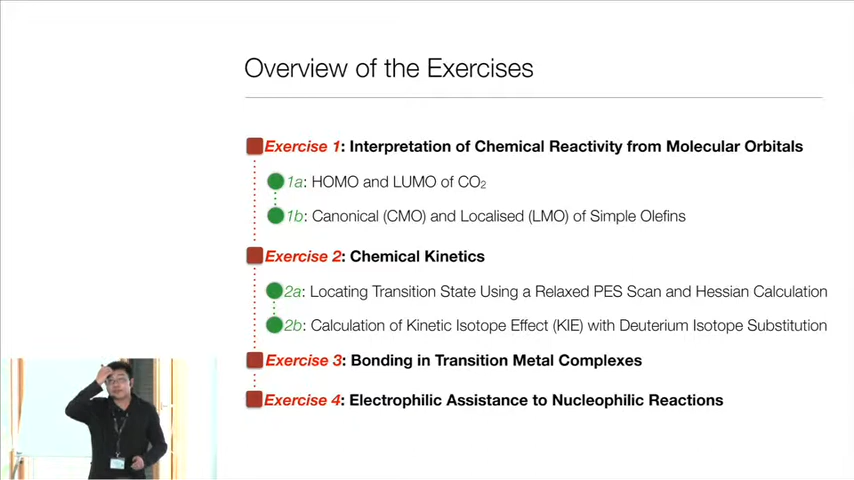 Overview of the Exercises
Exercise 1: Interpretation of Chemical Reactivity from Molecular Orbitals
1a: HOMO and LUMO of CO₂
1b: Canonical (CMO) and Localised (LMO) of Simple Olefins
Exercise 2: Chemical Kinetics
2a: Locating Transition State Using a Relaxed PES Scan and Hessian Calculation
2b: Calculation of Kinetic Isotope Effect (KIE) with Deuterium Isotope Substitution
Exercise 3: Bonding in Transition Metal Complexes
Exercise 4: Electrophilic Assistance to Nucleophilic Reactions